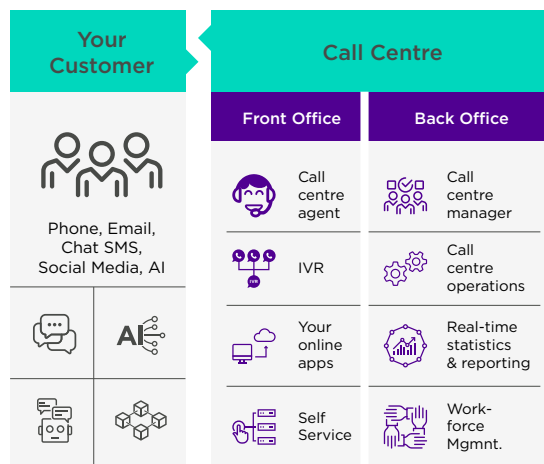 Your
Customer
Phone, Email,
Chat SMS,
Social Media, AI
AI
Call Centre
Front Office
Call
centre
agent
IVR
IVR
Your
online
apps
Self
Service
Back Office
Call
centre
manager
Call
centre
operations
Real-time
statistics
& reporting
Work-
force
Mgmnt.